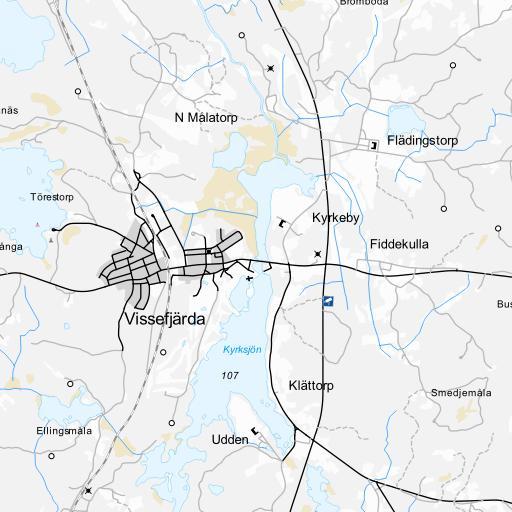 Bromboda
näs
N Målatorp
Flädingstorp
Törestorp
Kyrkeby
Fiddekulla
ånga
Bus
Vissefjärda
Kyrksjön
107
Klättorp
Smedjemåla
Ellingsmåla
Udden